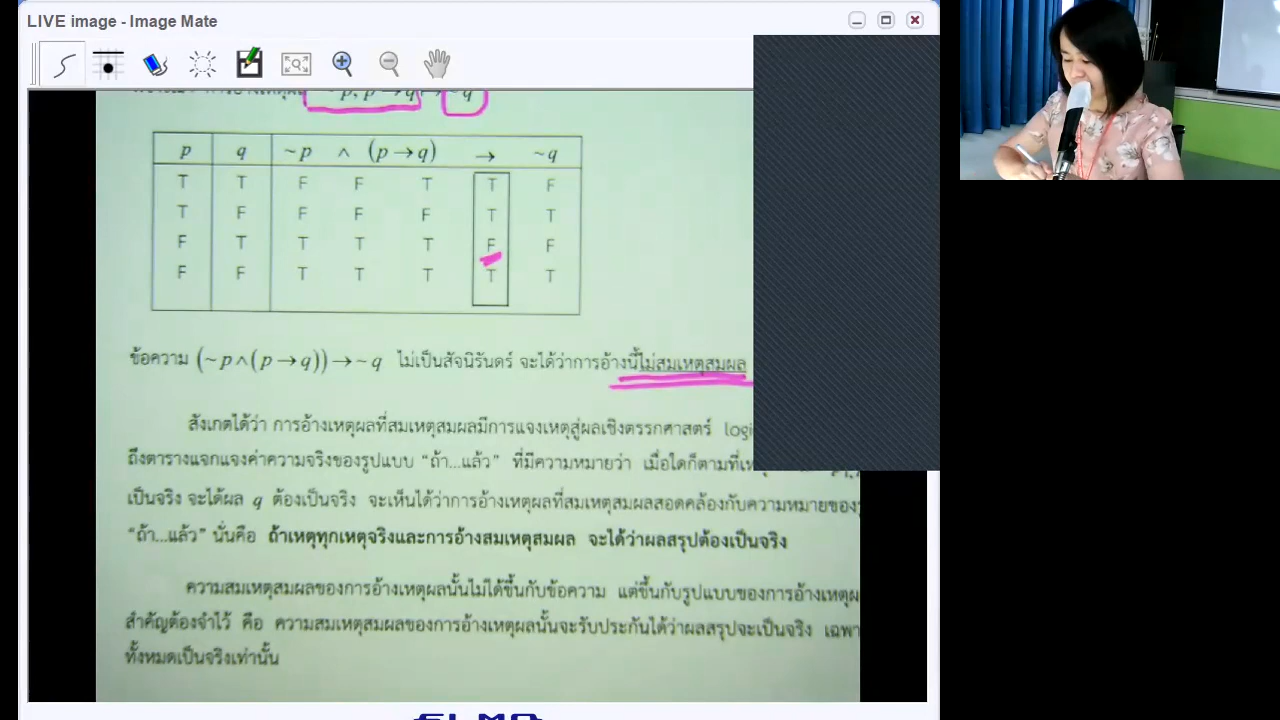 LIVE image - Image Mate
~p, p → q ~q
p q ~p ∧ (p → q) → ~q
T T F F T T F
T F F F F T T
F T T T T F F
F F T T T T T
ข้อความ (~p∧(p→q))→~q ไม่เป็นสัจนิรันดร์ จะได้ว่าการอ้างนี้ไม่สมเหตุสมผล
สังเกตได้ว่า การอ้างเหตุผลที่สมเหตุสมผลมีการแจงเหตุสู่ผลเชิงตรรกศาสตร์
ถึงตารางแจกแจงค่าความจริงของรูปแบบ “ถ้า...แล้ว” ที่มีความหมายว่า เมื่อใดก็ตามที่
เป็นจริง จะได้ผล q ต้องเป็นจริง จะเห็นได้ว่าการอ้างเหตุผลที่สมเหตุสมผลสอดคล้องกับความหมายของ
“ถ้า...แล้ว” นั่นคือ ถ้าเหตุทุกเหตุจริงและการอ้างสมเหตุสมผล จะได้ว่าผลสรุปต้องเป็นจริง
ความสมเหตุสมผลของการอ้างเหตุผลนั้นไม่ได้ขึ้นกับข้อความ แต่ขึ้นกับรูปแบบของการอ้าง
สำคัญต้องจำไว้ คือ ความสมเหตุสมผลของการอ้างเหตุผลนั้นจะรับประกันได้ว่าผลสรุปจะเป็นจริง
ทั้งหมดเป็นจริงเท่านั้น
ELMO